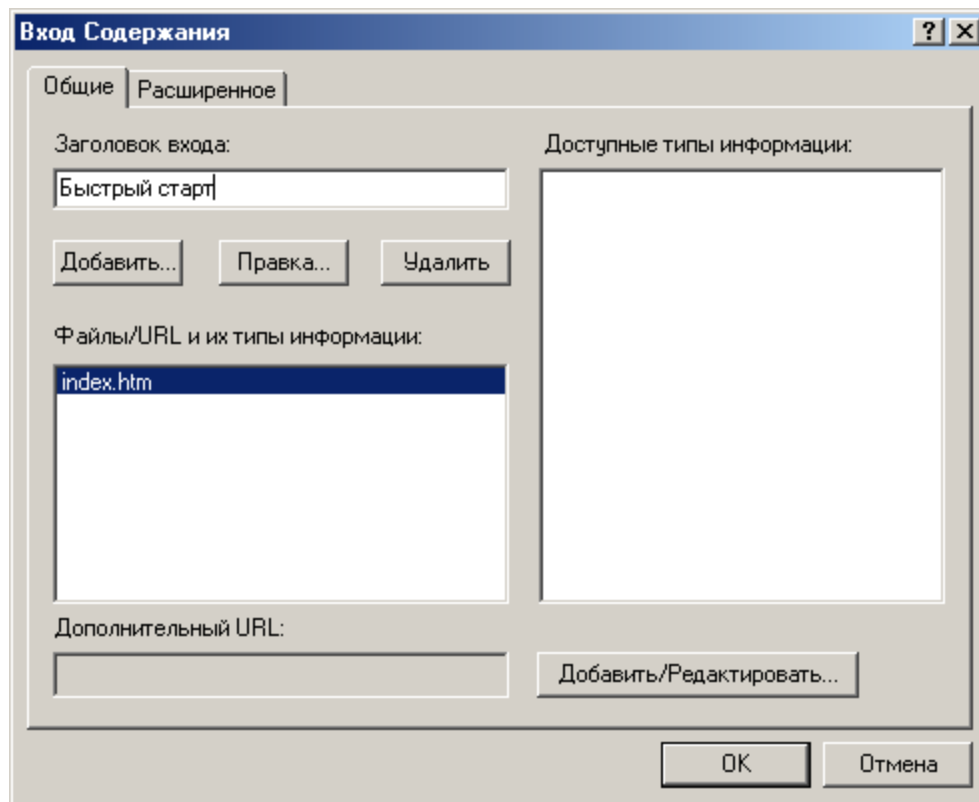 Вход Содержания
Общие
Расширенное
Заголовок входа:
Быстрый старт
Добавить... Правка... Удалить
Файлы/URL и их типы информации:
index.htm
Дополнительный URL:
Доступные типы информации:
Добавить/Редактировать...
OK Отмена